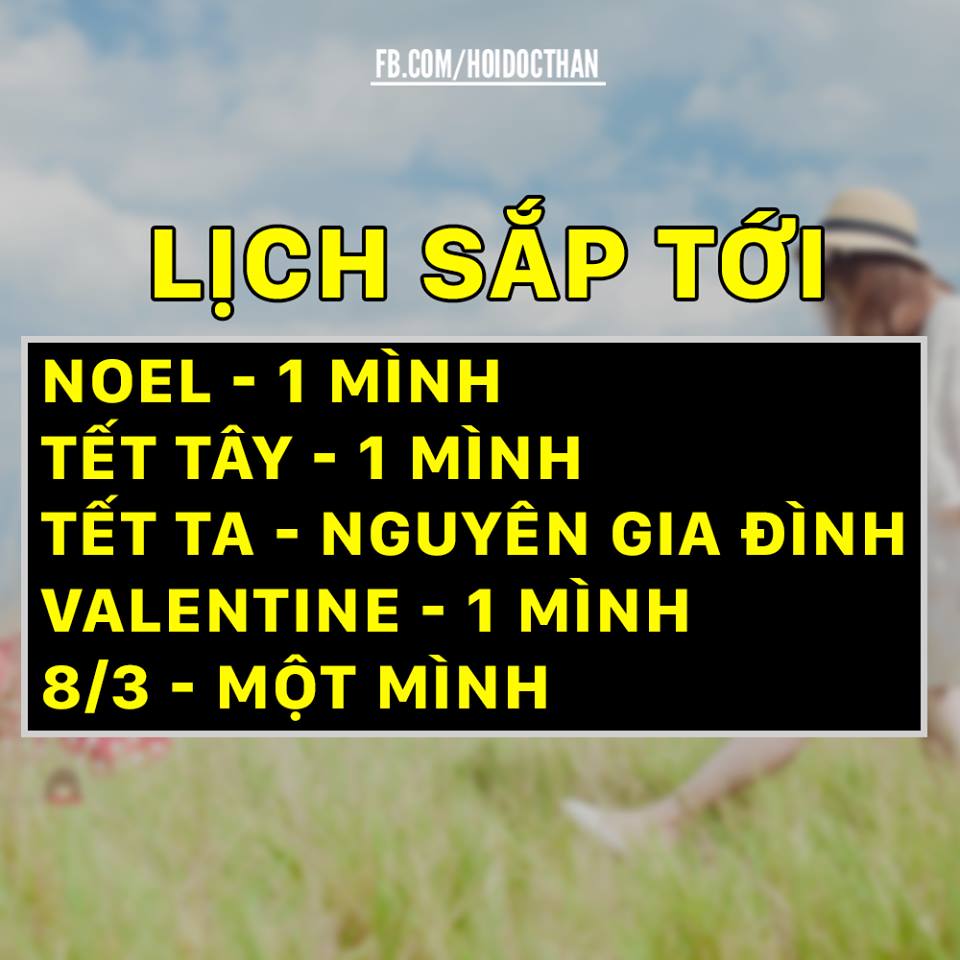 FB.COM/HOIDOCTHAN
LỊCH SẮP TỚI
NOEL - 1 MÌNH
TẾT TÂY - 1 MÌNH
TẾT TA - NGUYÊN GIA ĐÌNH
VALENTINE - 1 MÌNH
8/3 - MỘT MÌNH